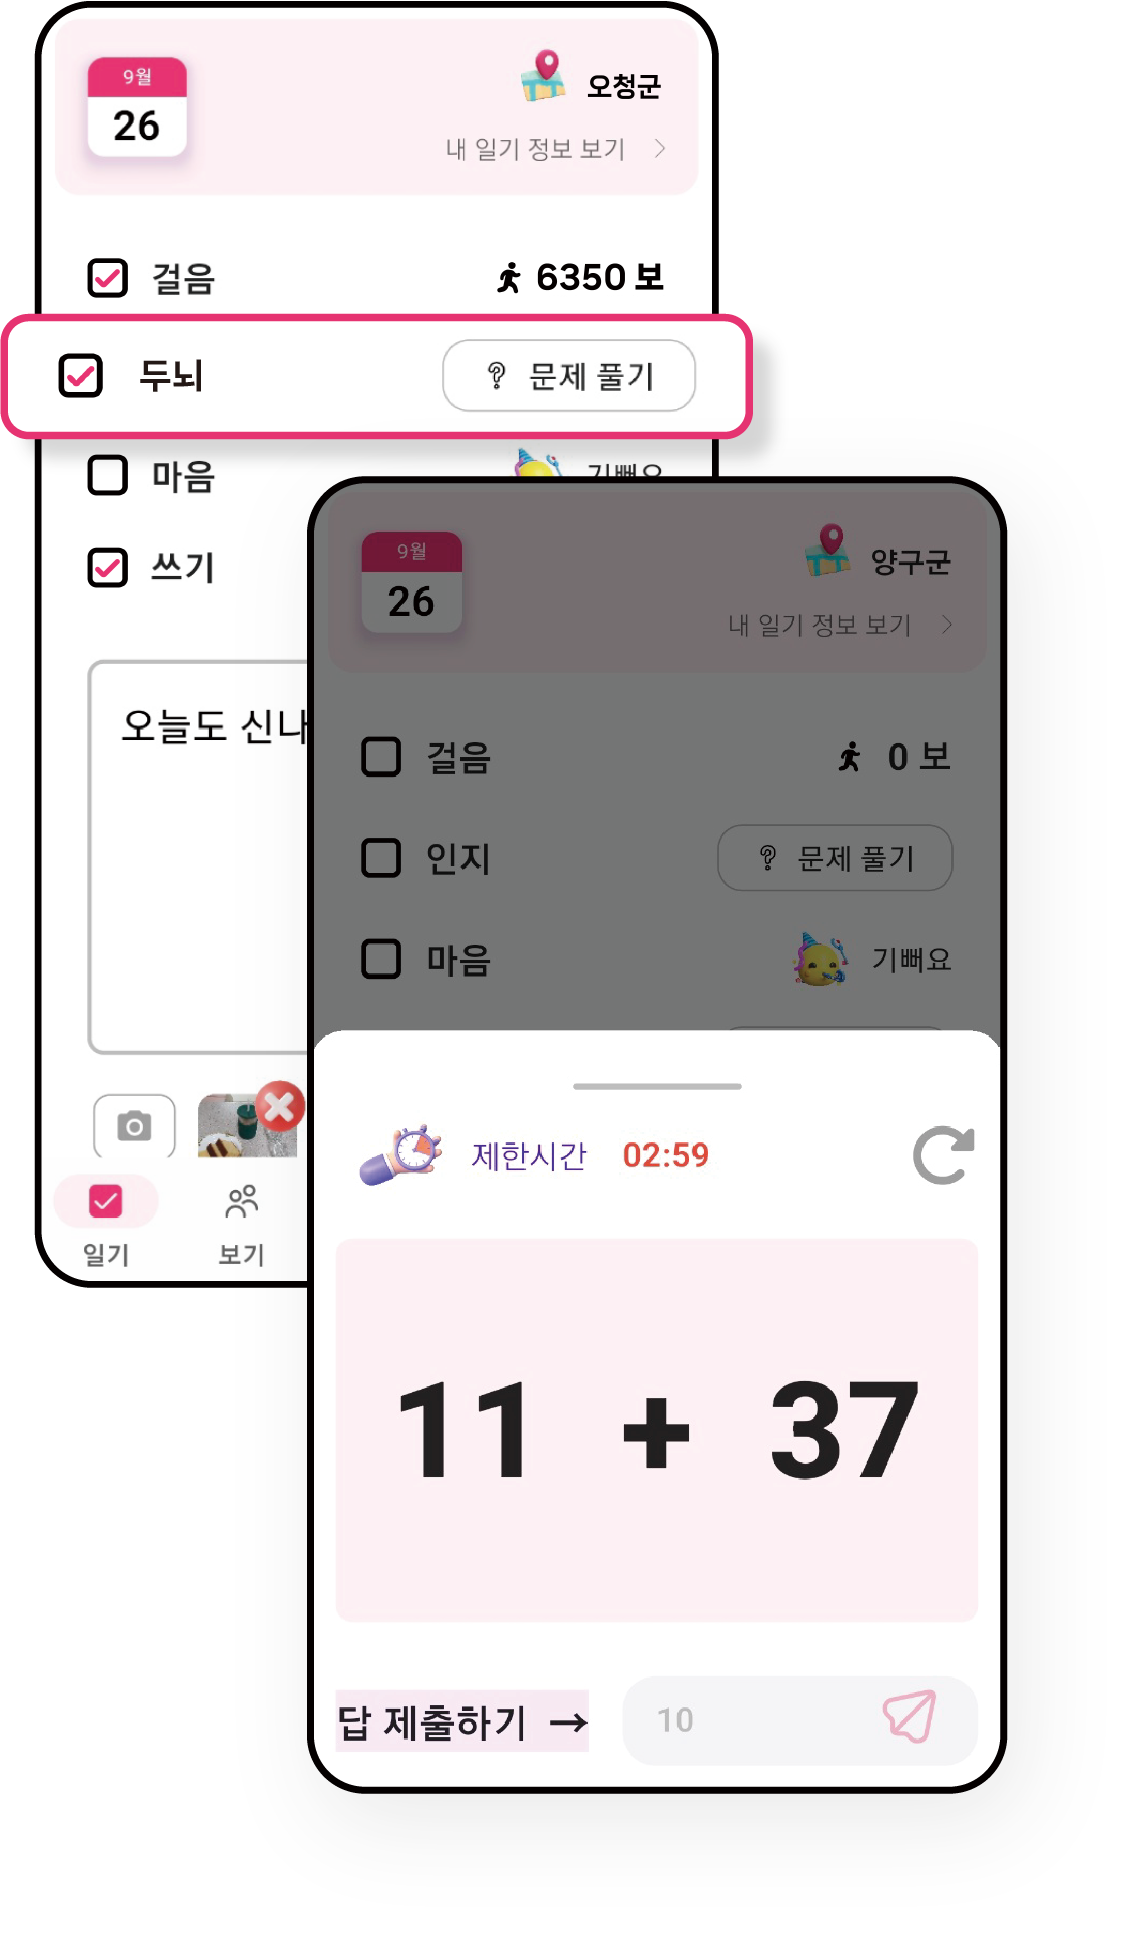 9월
26
오청군
내 일기 정보 보기 >
걸음
6350 보
두뇌
? 문제 풀기
마음
기뻐요
쓰기
오늘도 신나
일기
보기
9월
26
양구군
내 일기 정보 보기 >
걸음
0 보
인지
? 문제 풀기
마음
기뻐요
제한시간 02:59
11 + 37
답 제출하기 →
10